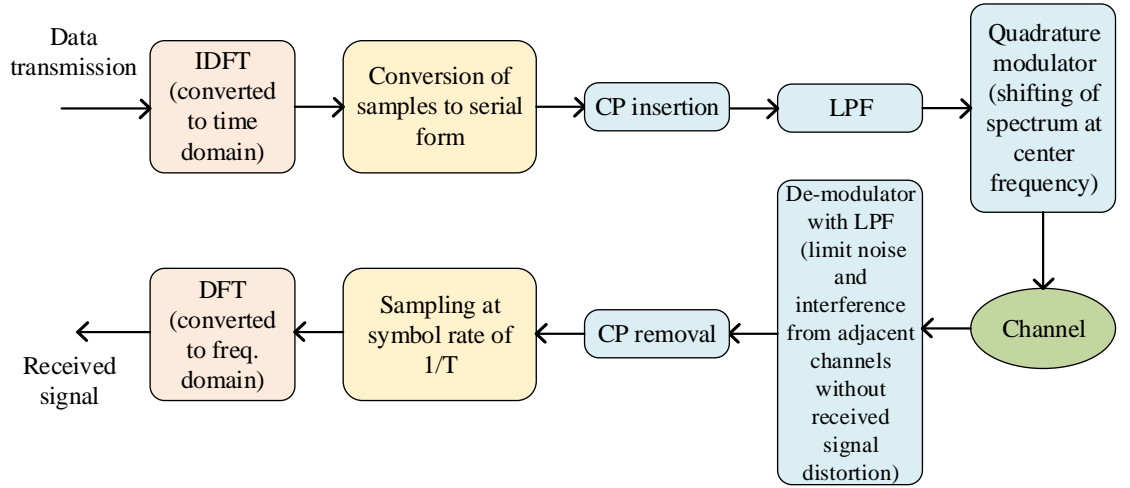 Data
transmission
IDFT
(converted
to time
domain)
Conversion of
samples to serial
form
CP insertion
LPF
Quadrature
modulator
(shifting of
spectrum at
center
frequency)
Channel
De-modulator
with LPF
(limit noise
and
interference
from adjacent
channels
without
received
signal
distortion)
CP removal
Sampling at
symbol rate of
1/T
DFT
(converted
to freq.
domain)
Received
signal